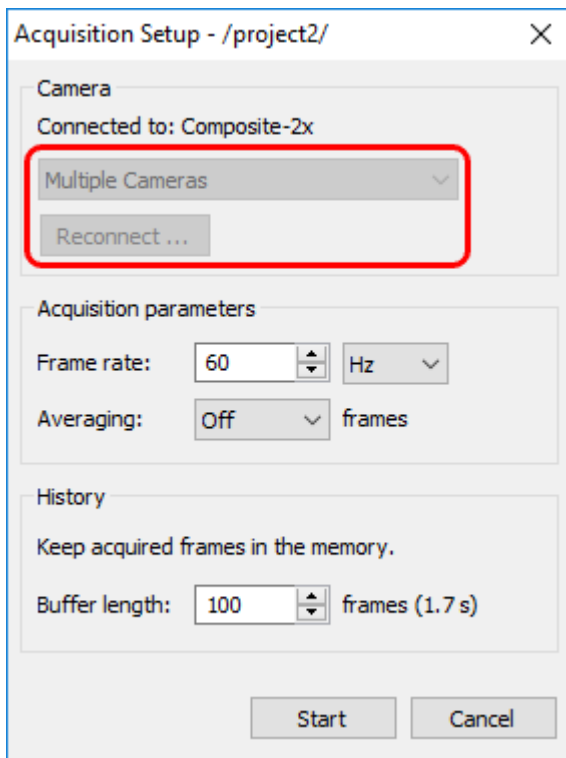 Acquisition Setup - /project2/
Camera
Connected to: Composite-2x
Multiple Cameras
Reconnect ...
Acquisition parameters
Frame rate: 60 Hz
Averaging: Off frames
History
Keep acquired frames in the memory.
Buffer length: 100 frames (1.7 s)
Start Cancel